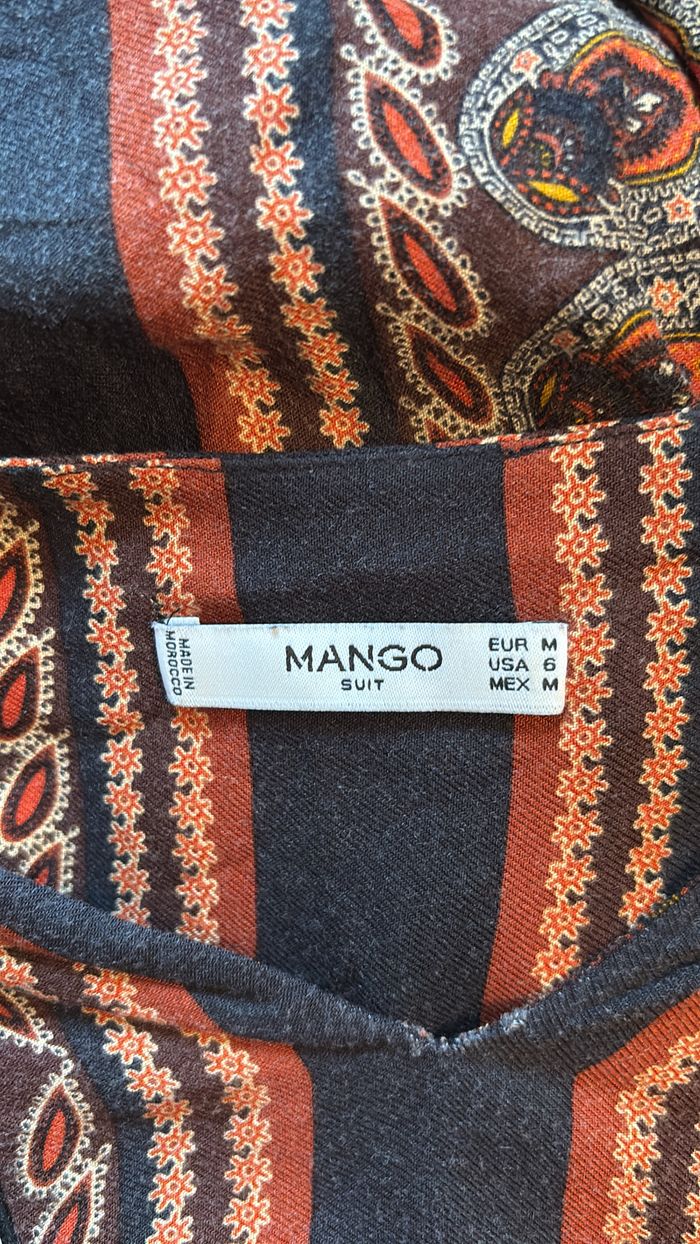 MADE IN
MOROCCO
MANGO
SUIT
EUR M
USA 6
MEX M